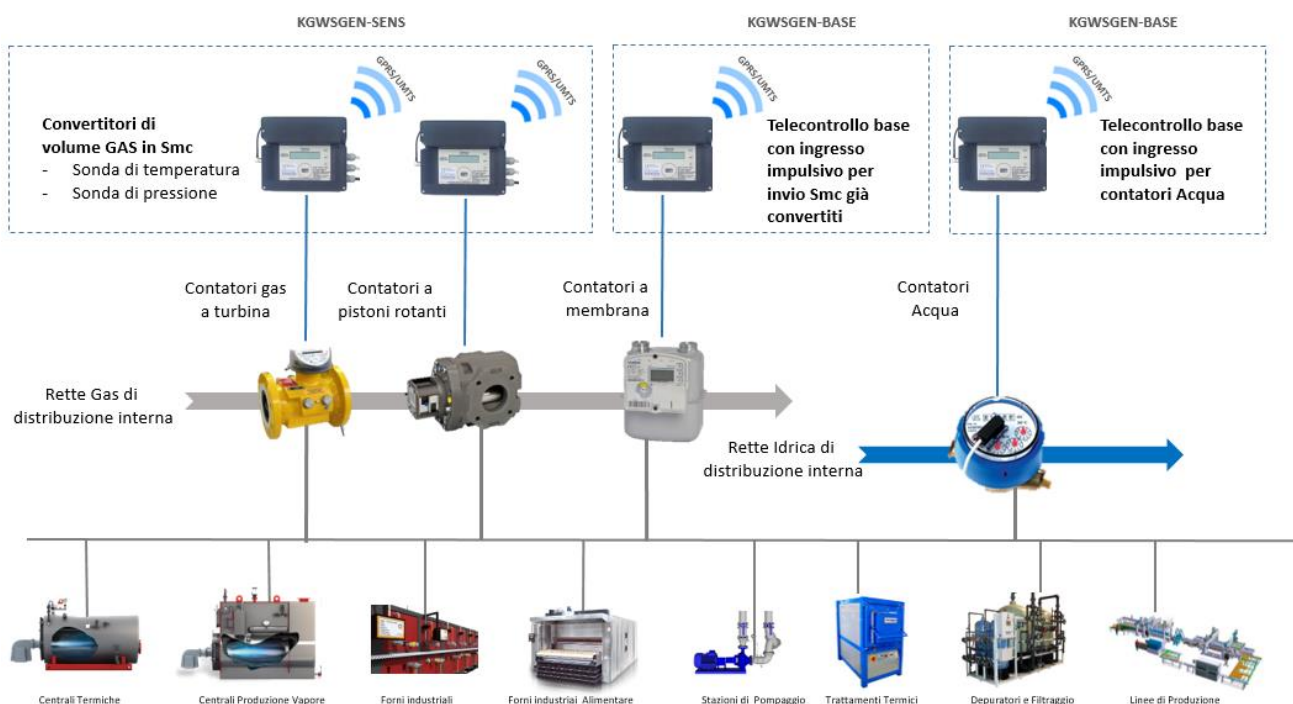 KGWSGEN-SENS
KGWSGEN-BASE
KGWSGEN-BASE
GPRS/UMTS
GPRS/UMTS
GPRS/UMTS
GPRS/UMTS
Convertitori di
volume GAS in Smc
- Sonda di temperatura
- Sonda di pressione
Telecontrollo base
con ingresso
impulsivo per
invio Smc già
convertiti
Telecontrollo base
con ingresso
impulsivo per
contatori Acqua
Contatori gas
a turbina
Contatori a
pistoni rotanti
Contatori a
membrana
Contatori
Acqua
Rette Gas di
distribuzione interna
Rette Idrica di
distribuzione interna
Centrali Termiche
Centrali Produzione Vapore
Forni industriali
Forni industriai Alimentare
Stazioni di Pompaggio
Trattamenti Termici
Depuratori e Filtraggio
Linee di Produzione